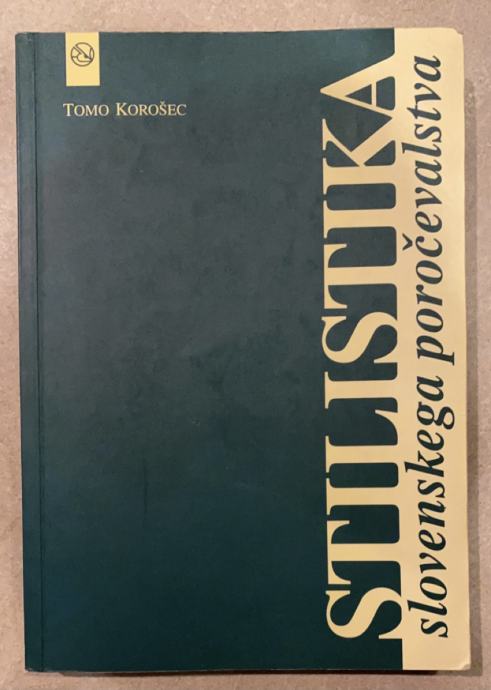 TOMO KOROŠEC
STILISTIKA
slovenskega poročevalstva